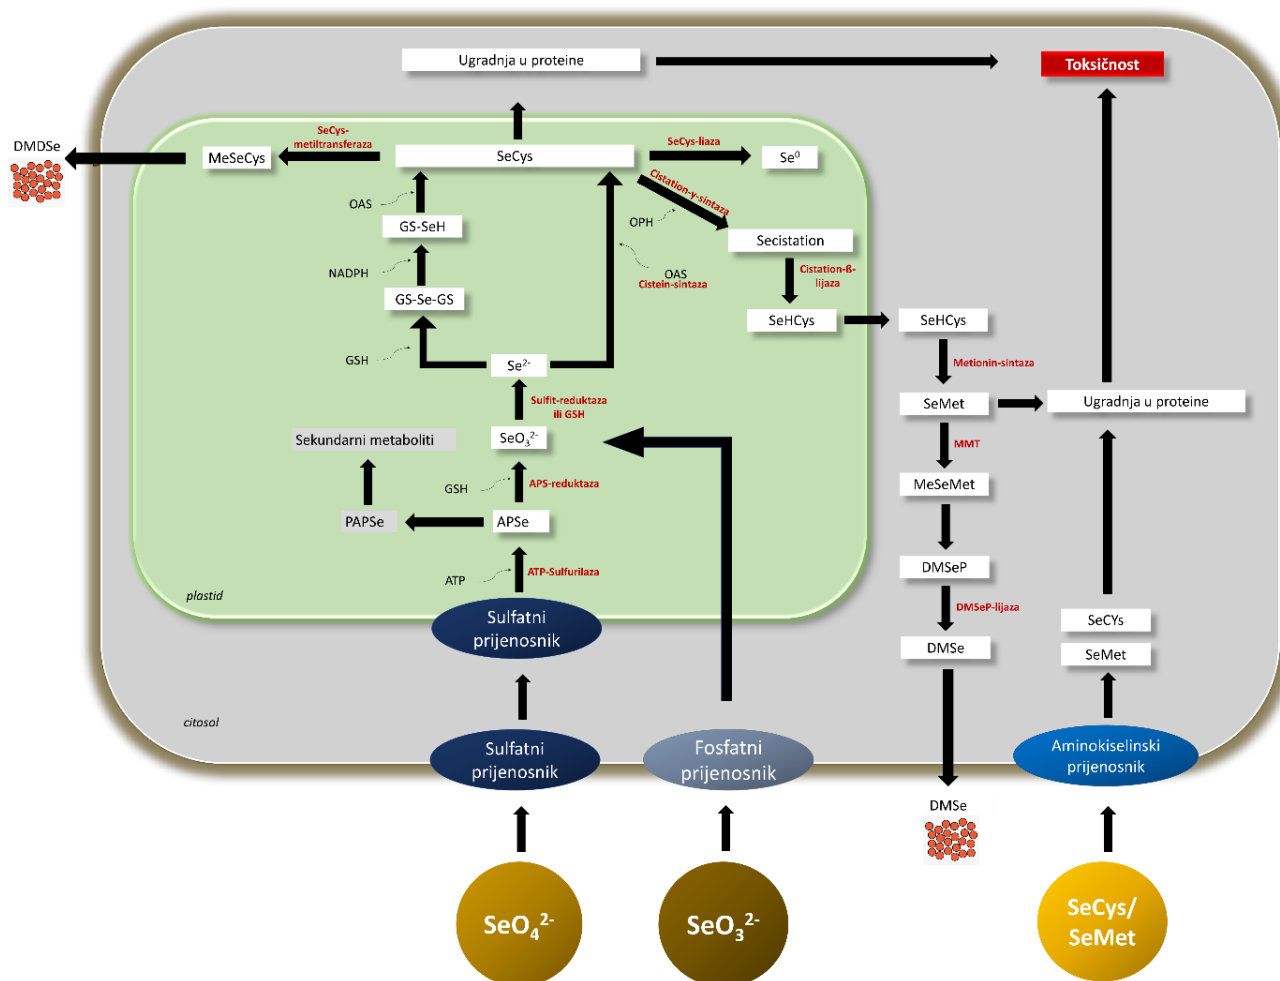 Ugradnja u proteine
Toksičnost
DMDSe
MeSeCys
SeCys-
metiltransferaza
SeCys
SeCys-liaza
Se⁰
OAS
Cistation-γ-sintaza
OPH
GS-SeH
Secistation
NADPH
OAS
Cistein-sintaza
Cistation-ß-
lijaza
GS-Se-GS
SeHCys
SeHCys
GSH
Se²⁻
Metionin-sintaza
Sulfit-reduktaza
ili GSH
SeMet
Ugradnja u proteine
Sekundarni metaboliti
SeO₃²⁻
MMT
GSH
APS-reduktaza
MeSeMet
PAPSe
APSe
ATP
ATP-Sulfurilaza
DMSeP
plastid
DMSeP-lijaza
Sulfatni
prijenosnik
SeCYs
DMSe
SeMet
citosol
Sulfatni
prijenosnik
Fosfatni
prijenosnik
Aminokiselinski
prijenosnik
DMSe
SeO₄²⁻
SeO₃²⁻
SeCys/
SeMet